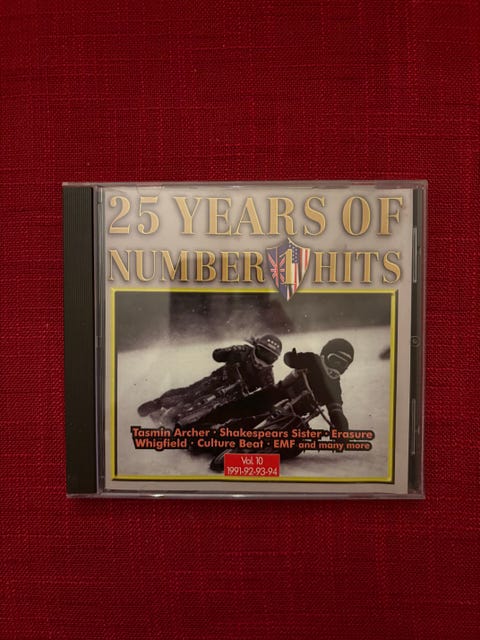 25 YEARS OF
NUMBER 1 HITS
Tasmin Archer · Shakespears Sister · Erasure
Whigfield · Culture Beat · EMF and many more
Vol. 10
1991-92-93-94